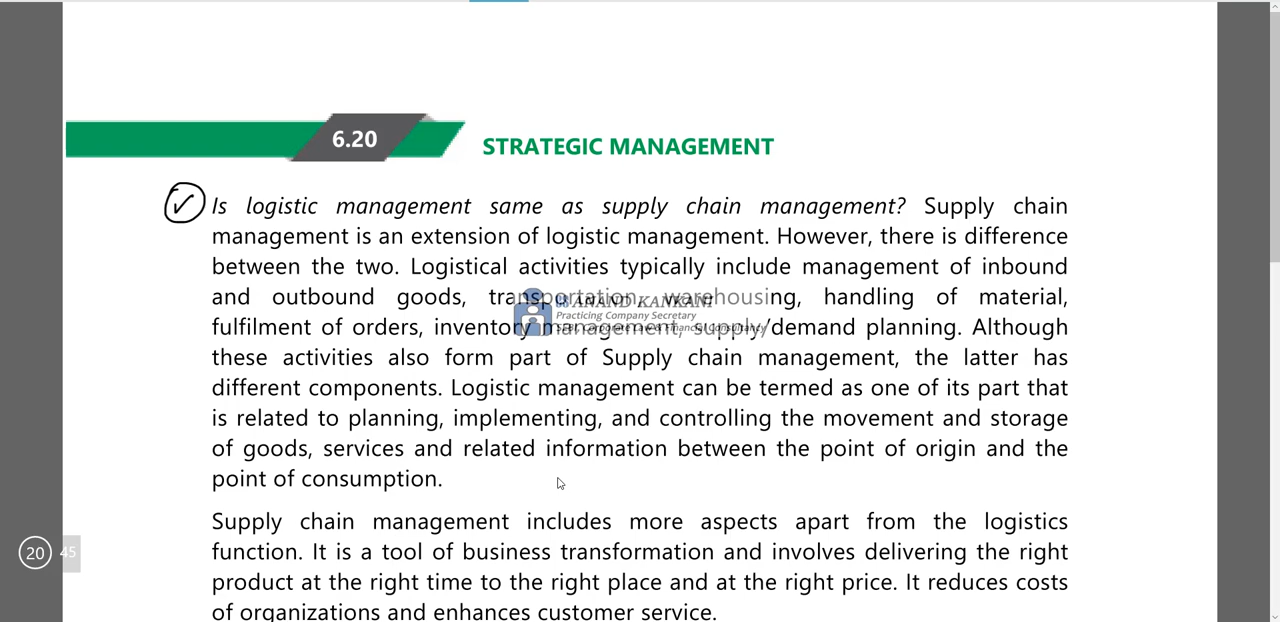 6.20
STRATEGIC MANAGEMENT
Is logistic management same as supply chain management? Supply chain
management is an extension of logistic management. However, there is difference
between the two. Logistical activities typically include management of inbound
and outbound goods, transportation, warehousing, handling of material,
ANAND KANKANI
Practicing Company Secretary
fulfilment of orders, inventory management, supply/demand planning. Although
SEBI, Corporate Law & Financial Consultancy
these activities also form part of Supply chain management, the latter has
different components. Logistic management can be termed as one of its part that
is related to planning, implementing, and controlling the movement and storage
of goods, services and related information between the point of origin and the
point of consumption.
Supply chain management includes more aspects apart from the logistics
function. It is a tool of business transformation and involves delivering the right
20 45
product at the right time to the right place and at the right price. It reduces costs
of organizations and enhances customer service.